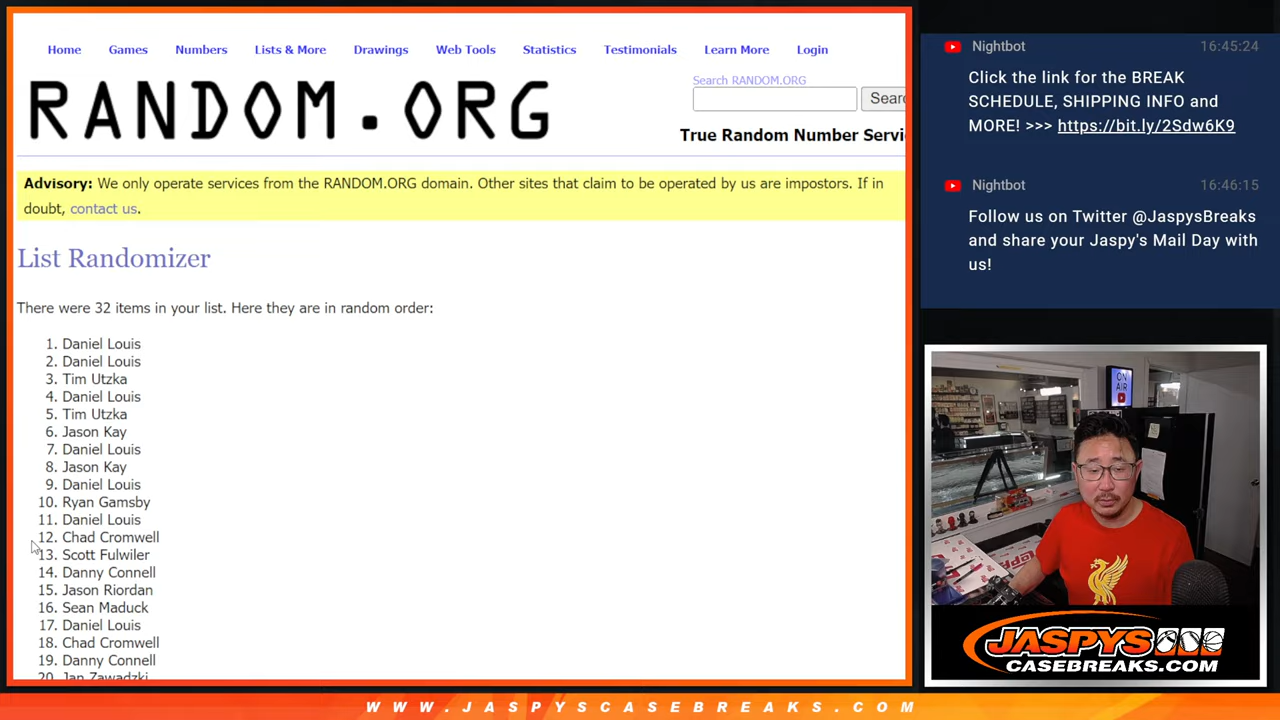 Home Games Numbers Lists & More Drawings Web Tools Statistics Testimonials Learn More Login
RANDOM.ORG
Search RANDOM.ORG
Sear
True Random Number Servi
Advisory: We only operate services from the RANDOM.ORG domain. Other sites that claim to be operated by us are impostors. If in
doubt, contact us.
List Randomizer
There were 32 items in your list. Here they are in random order:
1. Daniel Louis
2. Daniel Louis
3. Tim Utzka
4. Daniel Louis
5. Tim Utzka
6. Jason Kay
7. Daniel Louis
8. Jason Kay
9. Daniel Louis
10. Ryan Gamsby
11. Daniel Louis
12. Chad Cromwell
13. Scott Fulwiler
14. Danny Connell
15. Jason Riordan
16. Sean Maduck
17. Daniel Louis
18. Chad Cromwell
19. Danny Connell
20. Jan Zawadzki
Nightbot 16:45:24
Click the link for the BREAK
SCHEDULE, SHIPPING INFO and
MORE! >>> https://bit.ly/2Sdw6K9
Nightbot 16:46:15
Follow us on Twitter @JaspysBreaks
and share your Jaspy's Mail Day with
us!
ON
AIR
JASPYS
CASEBREAKS.COM
WWW.JASPYSCASEBREAKS.COM